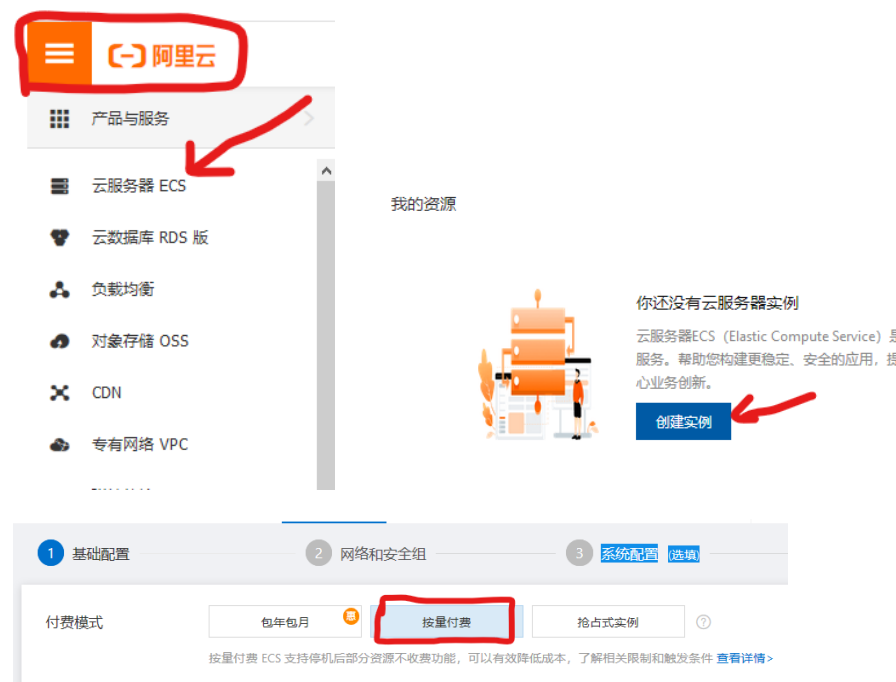 阿里云
产品与服务
云服务器 ECS
云数据库 RDS 版
负载均衡
对象存储 OSS
CDN
专有网络 VPC
我的资源
你还没有云服务器实例
云服务器ECS（Elastic Compute Service）是
服务。帮助您构建更稳定、安全的应用，提
心业务创新。
创建实例
1 基础配置
2 网络和安全组
3 系统配置 (选填)
付费模式
包年包月 惠
按量付费
抢占式实例 ?
按量付费 ECS 支持停机后部分资源不收费功能，可以有效降低成本，了解相关限制和触发条件 查看详情>